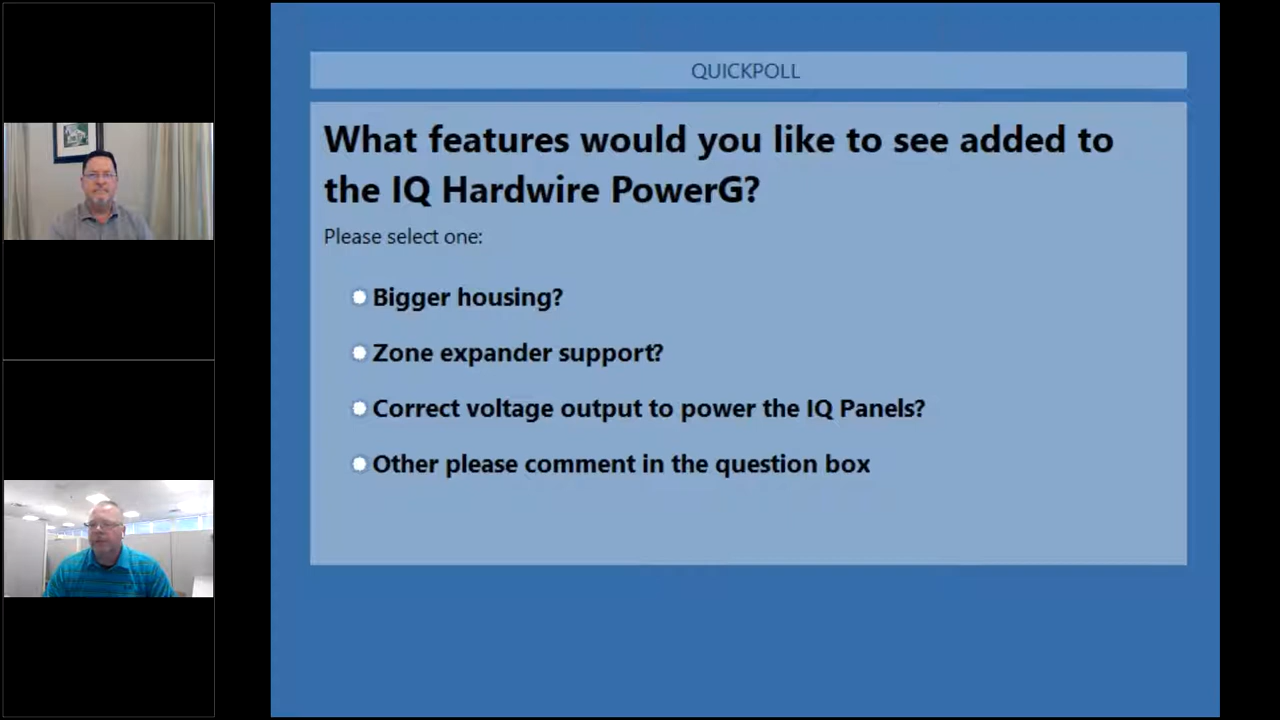 QUICKPOLL
What features would you like to see added to
the IQ Hardwire PowerG?
Please select one:
Bigger housing?
Zone expander support?
Correct voltage output to power the IQ Panels?
Other please comment in the question box